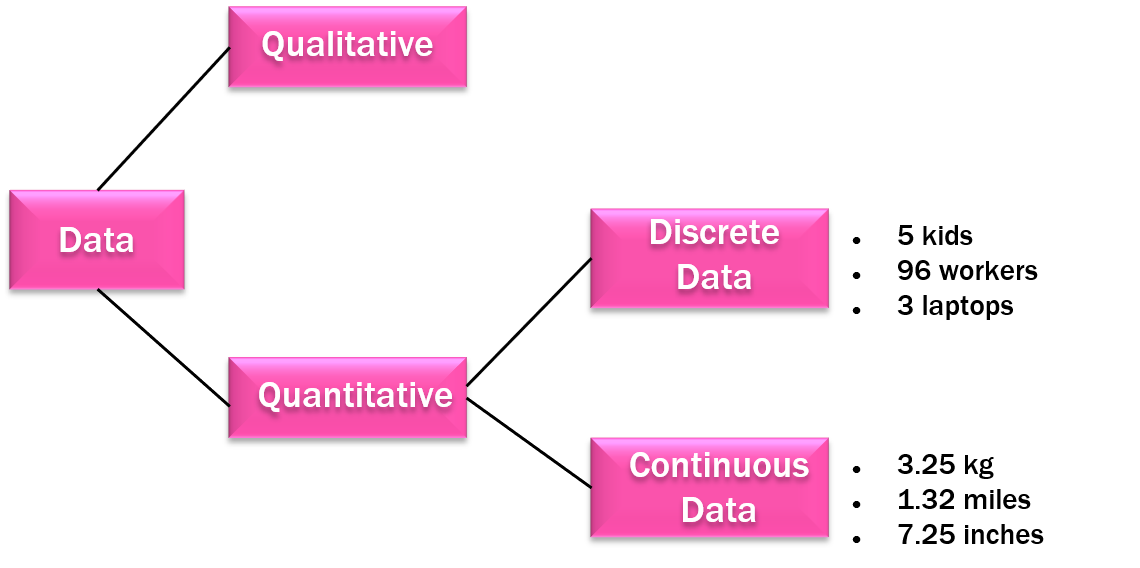 Qualitative
Data
Quantitative
Discrete
Data
• 5 kids
• 96 workers
• 3 laptops
Continuous
Data
• 3.25 kg
• 1.32 miles
• 7.25 inches